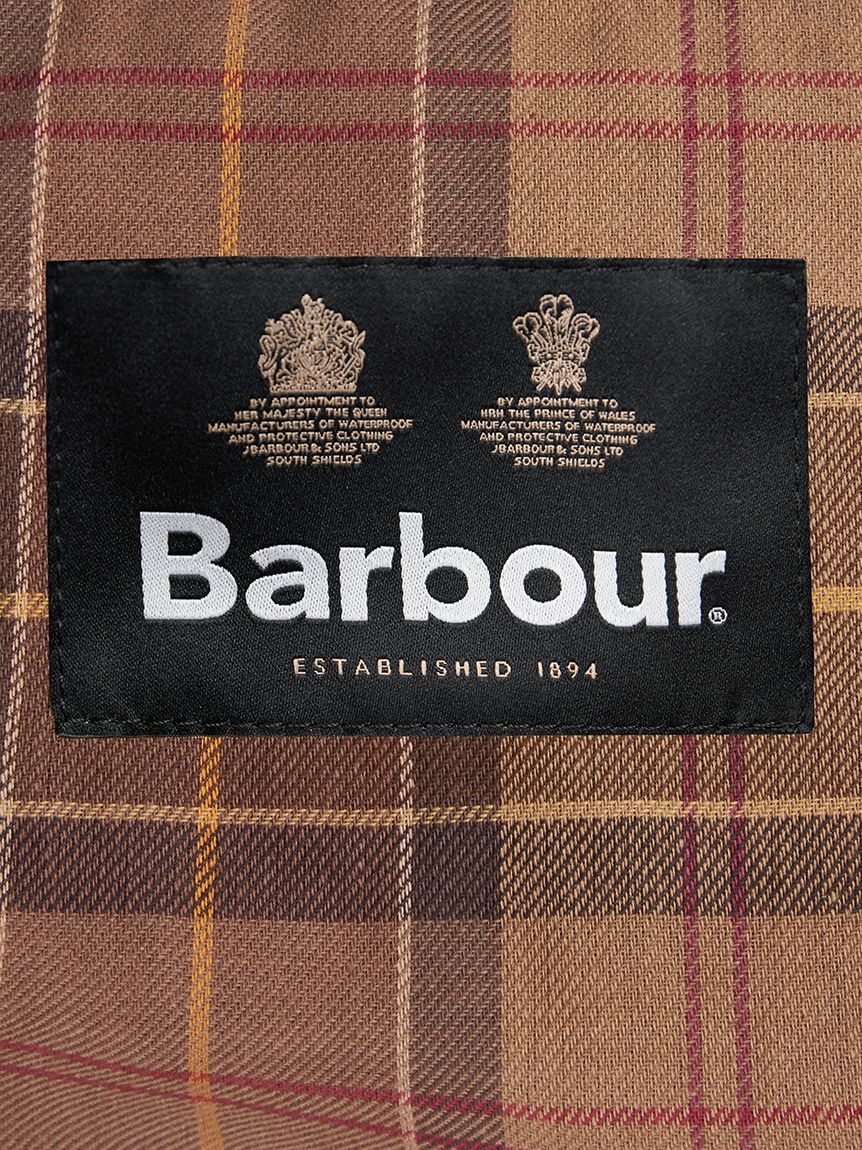 BY APPOINTMENT TO
HER MAJESTY THE QUEEN
MANUFACTURERS OF WATERPROOF
AND PROTECTIVE CLOTHING
JBARBOUR & SONS LTD
SOUTH SHIELDS
BY APPOINTMENT TO
HRH THE PRINCE OF WALES
MANUFACTURERS OF WATERPROOF
AND PROTECTIVE CLOTHING
JBARBOUR & SONS LTD
SOUTH SHIELDS
Barbour®
ESTABLISHED 1894